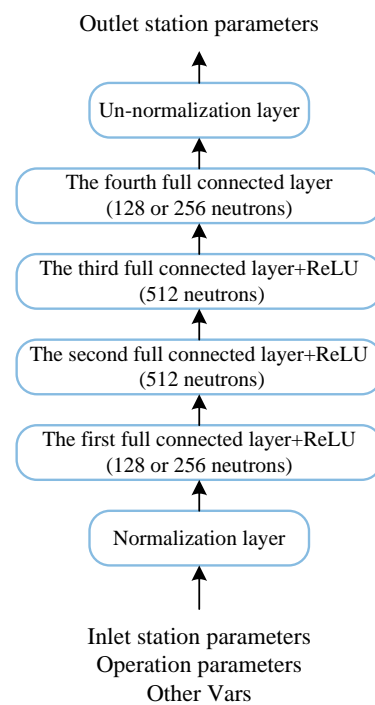 Outlet station parameters
Un-normalization layer
The fourth full connected layer
(128 or 256 neutrons)
The third full connected layer+ReLU
(512 neutrons)
The second full connected layer+ReLU
(512 neutrons)
The first full connected layer+ReLU
(128 or 256 neutrons)
Normalization layer
Inlet station parameters
Operation parameters
Other Vars